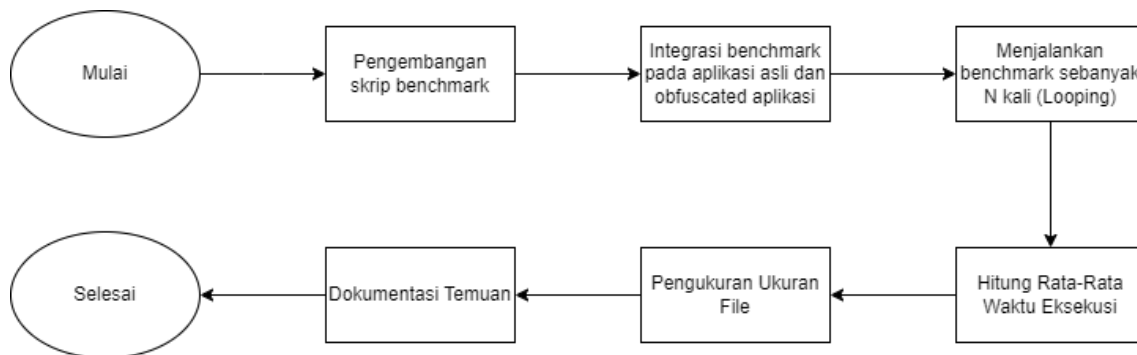 Mulai
Pengembangan
skrip benchmark
Integrasi benchmark
pada aplikasi asli dan
obfuscated aplikasi
Menjalankan
benchmark sebanyak
N kali (Looping)
Hitung Rata-Rata
Waktu Eksekusi
Pengukuran Ukuran
File
Dokumentasi Temuan
Selesai